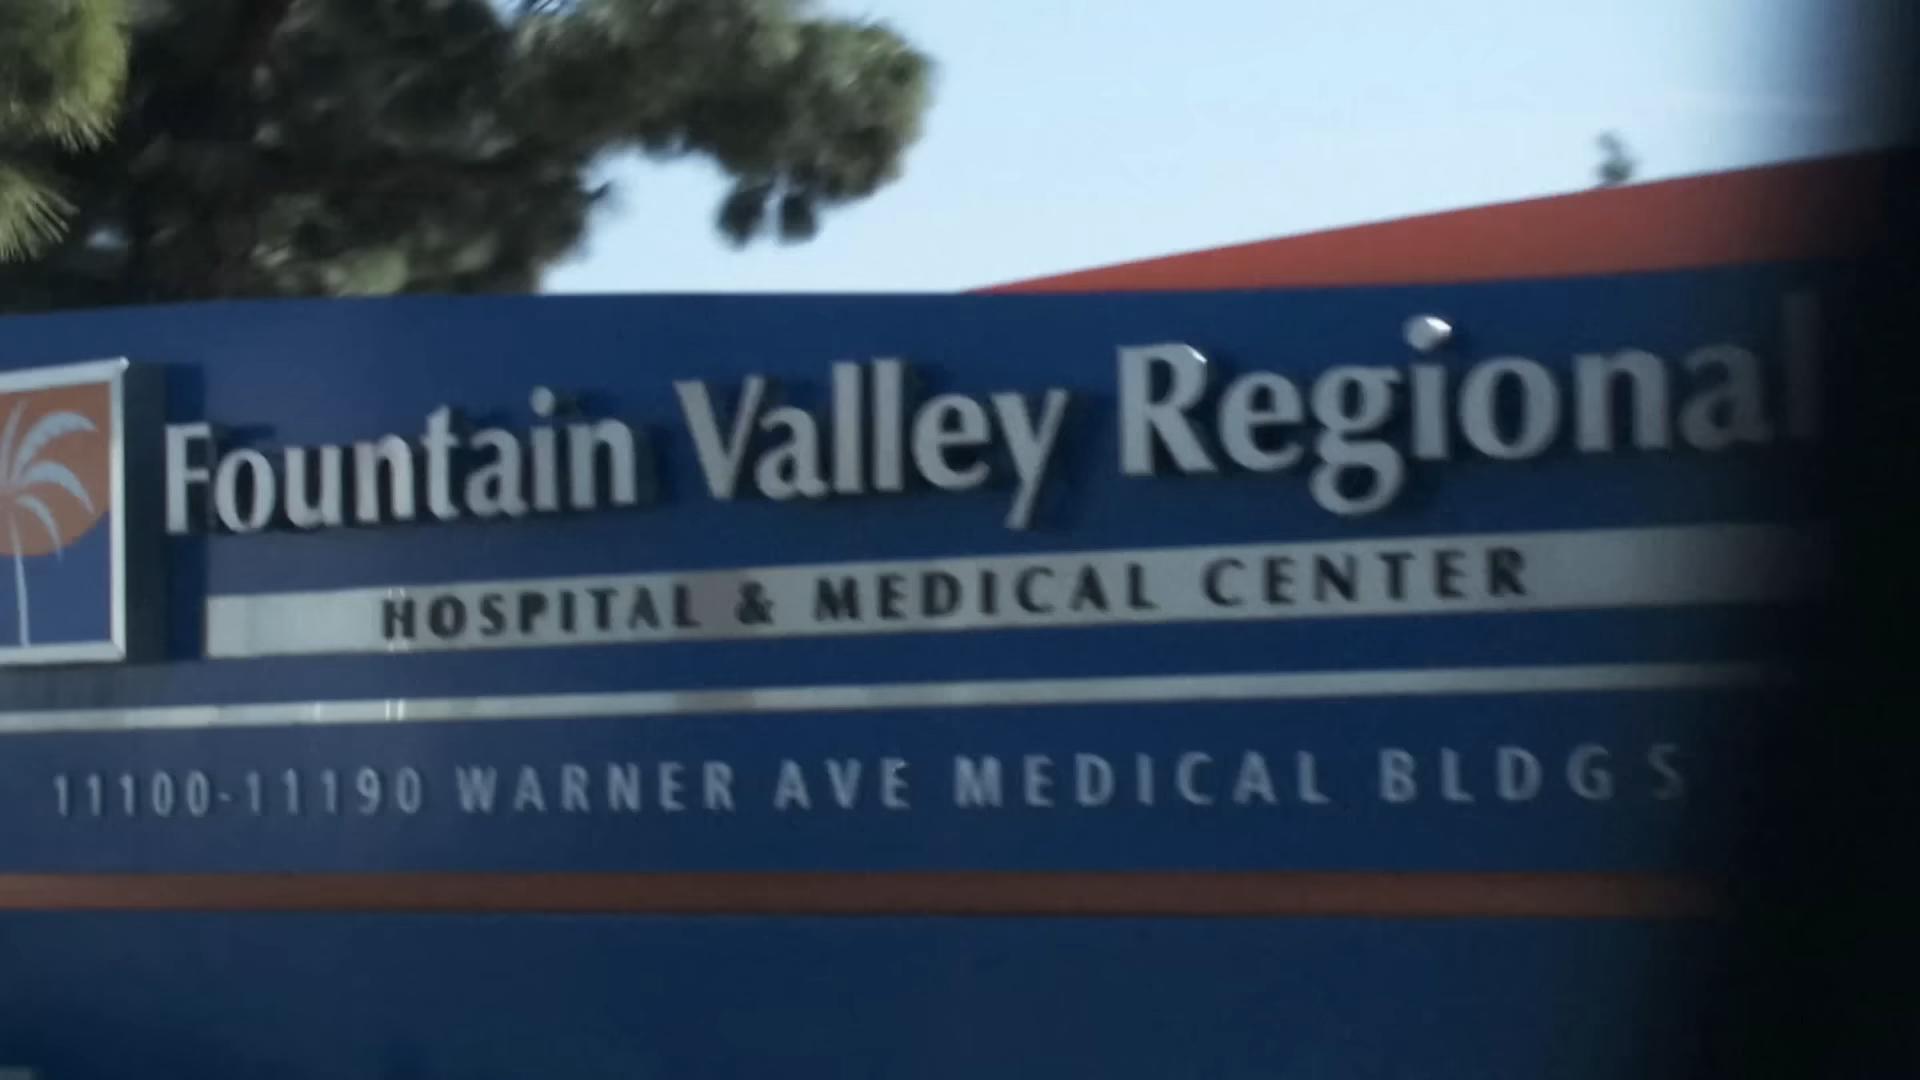 Fountain Valley Regional
HOSPITAL & MEDICAL CENTER
11100-11190 WARNER AVE MEDICAL BLDGS